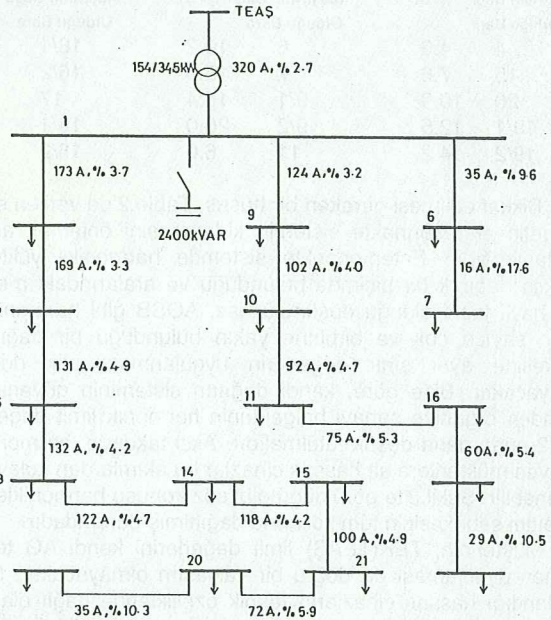 TEAŞ
154/34,5kV 320 A,% 2·7
1
173 A,% 3·7
124 A,% 3·2
35 A,% 9·6
2400kVAR
9
6
169 A,% 3·3
102 A,% 4·0
16 A,% 17·6
10
7
131 A,% 4·9
92 A,% 4·7
11
16
75 A,% 5·3
132 A,% 4·2
60A,% 5·4
14
15
122 A,% 4·7
118 A,% 4·2
100 A,% 4·9
29 A,% 10·5
20
21
35 A,% 10·3
72 A,% 5·9